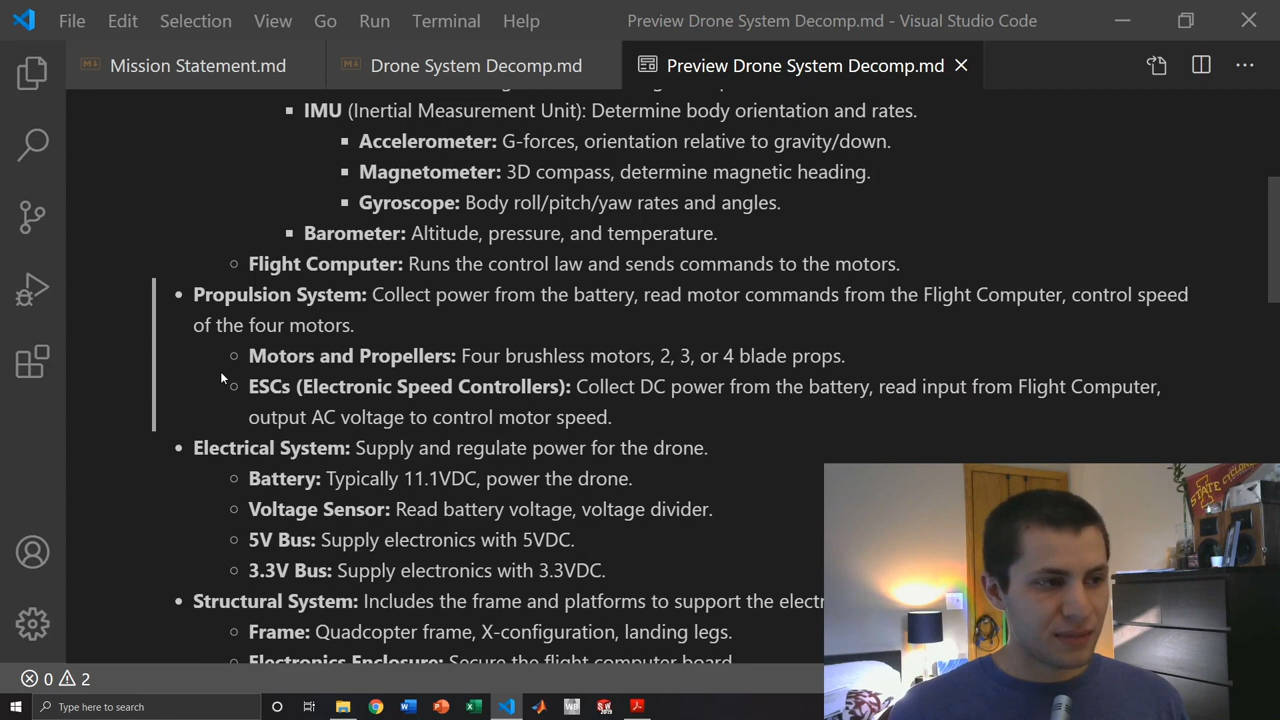 File Edit Selection View Go Run Terminal Help Preview Drone System Decomp.md - Visual Studio Code
Mission Statement.md Drone System Decomp.md Preview Drone System Decomp.md
IMU (Inertial Measurement Unit): Determine body orientation and rates.
Accelerometer: G-forces, orientation relative to gravity/down.
Magnetometer: 3D compass, determine magnetic heading.
Gyroscope: Body roll/pitch/yaw rates and angles.
Barometer: Altitude, pressure, and temperature.
Flight Computer: Runs the control law and sends commands to the motors.
Propulsion System: Collect power from the battery, read motor commands from the Flight Computer, control speed
of the four motors.
Motors and Propellers: Four brushless motors, 2, 3, or 4 blade props.
ESCs (Electronic Speed Controllers): Collect DC power from the battery, read input from Flight Computer,
output AC voltage to control motor speed.
Electrical System: Supply and regulate power for the drone.
Battery: Typically 11.1VDC, power the drone.
Voltage Sensor: Read battery voltage, voltage divider.
5V Bus: Supply electronics with 5VDC.
3.3V Bus: Supply electronics with 3.3VDC.
Structural System: Includes the frame and platforms to support the electr
Frame: Quadcopter frame, X-configuration, landing legs.
Electronics Enclosure: Secure the flight computer board
0 2
Type here to search
STATE CYCLING